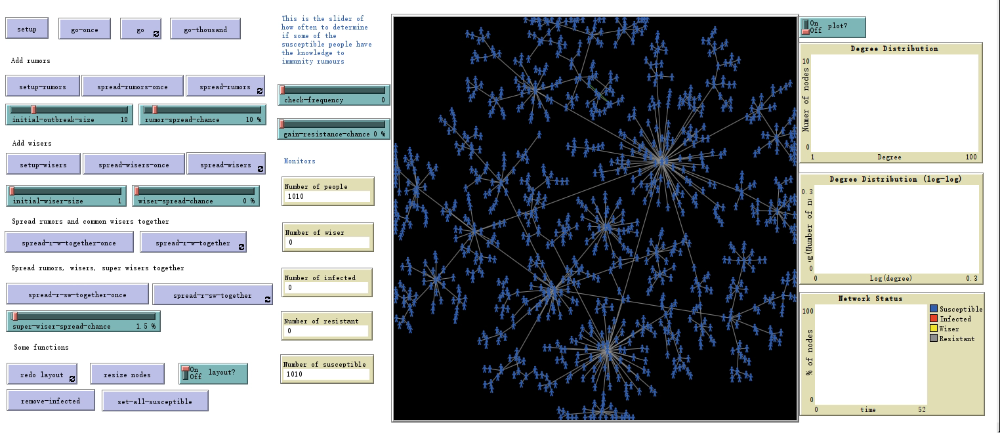 setup
go-once
go
go-thousand
Add rumors
setup-rumors
spread-rumors-once
spread-rumors
initial-outbreak-size 10
rumor-spread-chance 10 %
Add wisers
setup-wisers
spread-wisers-once
spread-wisers
initial-wiser-size 1
wiser-spread-chance 0 %
Spread rumors and common wisers together
spread-r-w-together-once
spread-r-w-together
Spread rumors, wisers, super wisers together
spread-r-sw-together-once
spread-r-sw-together
super-wiser-spread-chance 1.5 %
Some functions
redo layout
resize nodes
On
Off
layout?
remove-infected
set-all-susceptible
This is the slider of
how often to determine
if some of the
susceptible people have
the knowledge to
immunity rumours
check-frequency 0
gain-resistance-chance 0 %
Monitors
Number of people
1010
Number of wiser
0
Number of infected
0
Number of resistant
0
Number of susceptible
1010
On
Off
plot?
Degree Distribution
Numer of nodes
10
0
1
Degree
100
Degree Distribution (log-log)
0.3
0
0
Log(degree)
0.3
Network Status
% of nodes
100
0
0
time
52
Susceptible
Infected
Wiser
Resistant